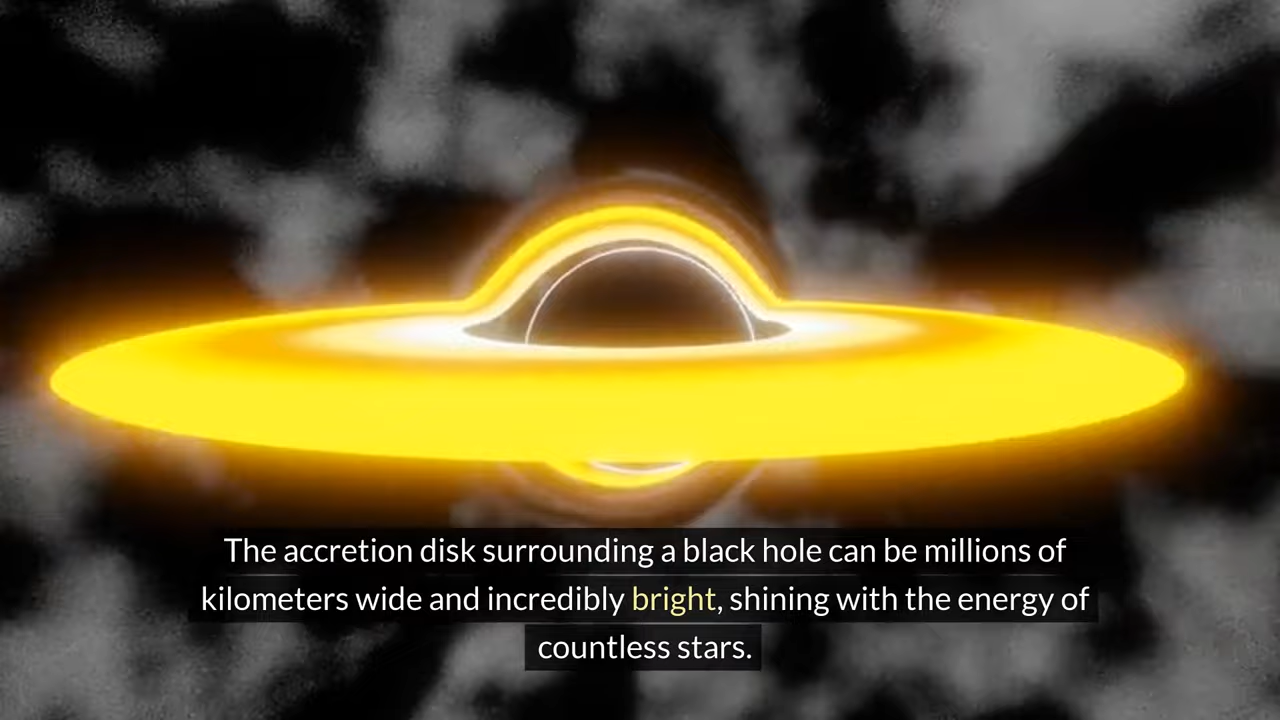 The accretion disk surrounding a black hole can be millions of
kilometers wide and incredibly bright, shining with the energy of
countless stars.